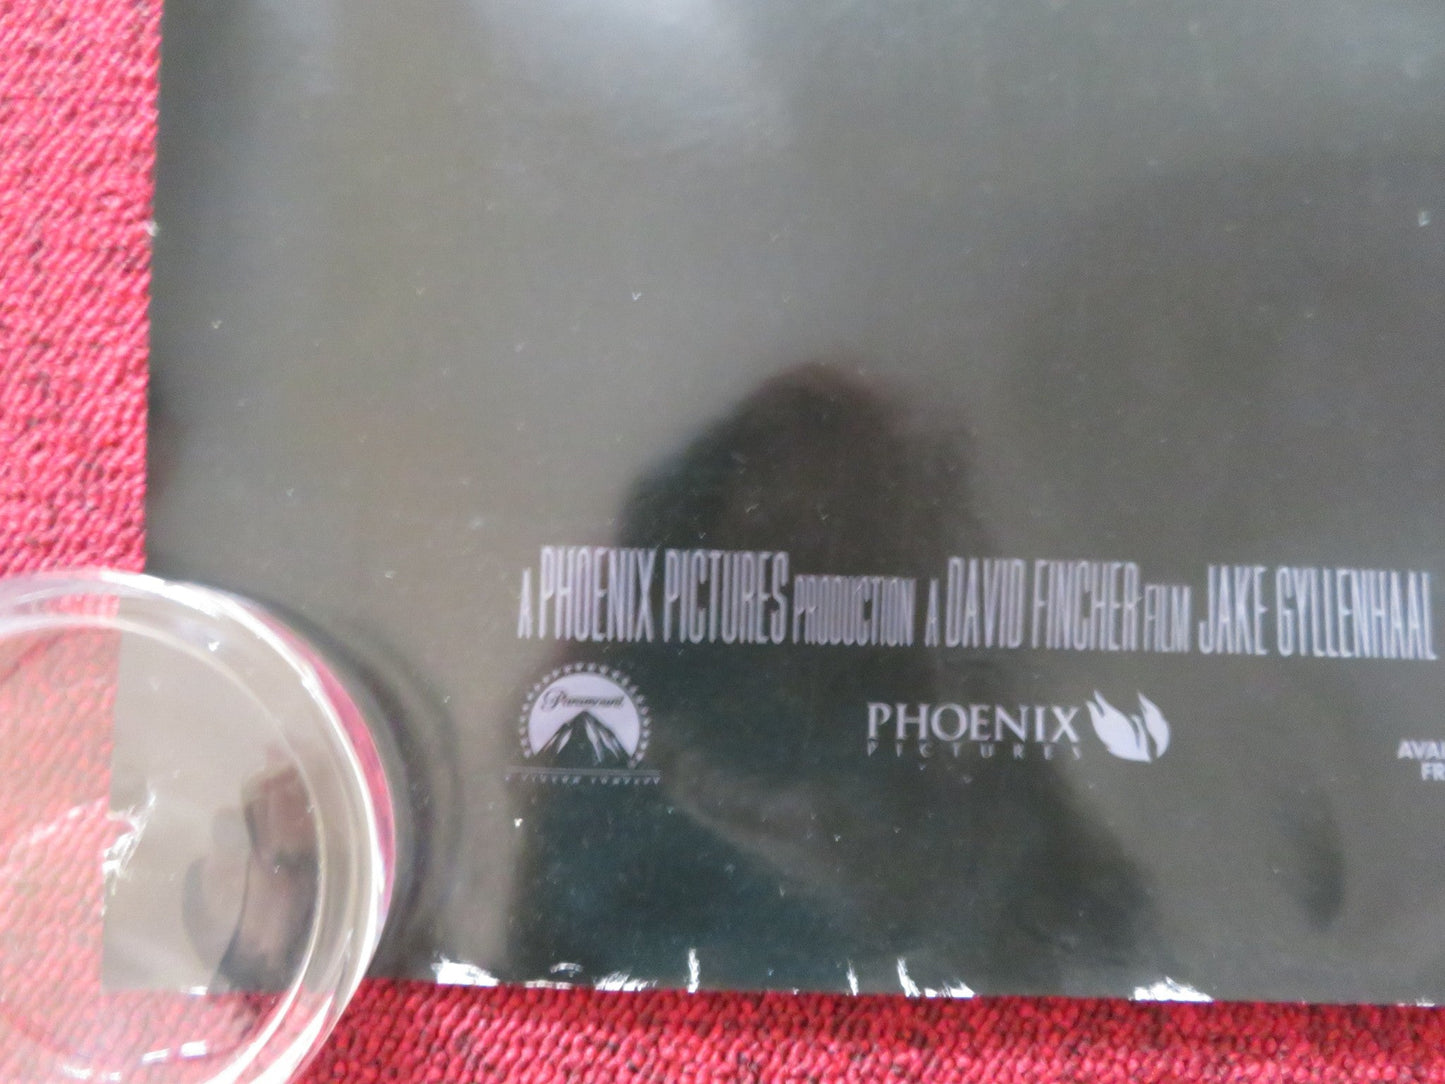 A PHOENIX PICTURES PRODUCTION A DAVID FINCHER FILM JAKE GYLLENHAAL
Paramount
PHOENIX
PICTURES